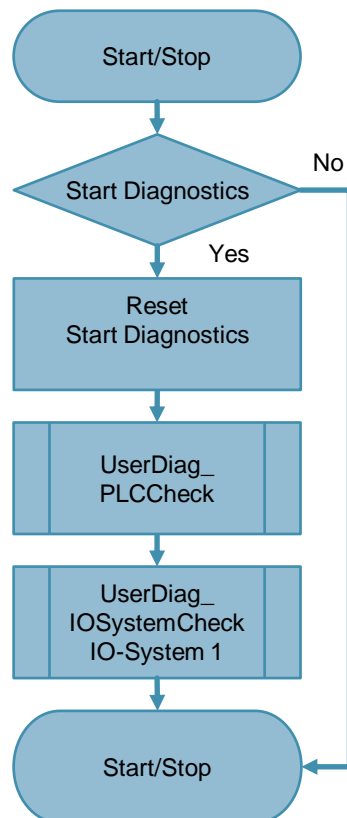 Start/Stop
No
Start Diagnostics
Yes
Reset
Start Diagnostics
UserDiag_
PLCCheck
UserDiag_
IOSystemCheck
IO-System 1
Start/Stop